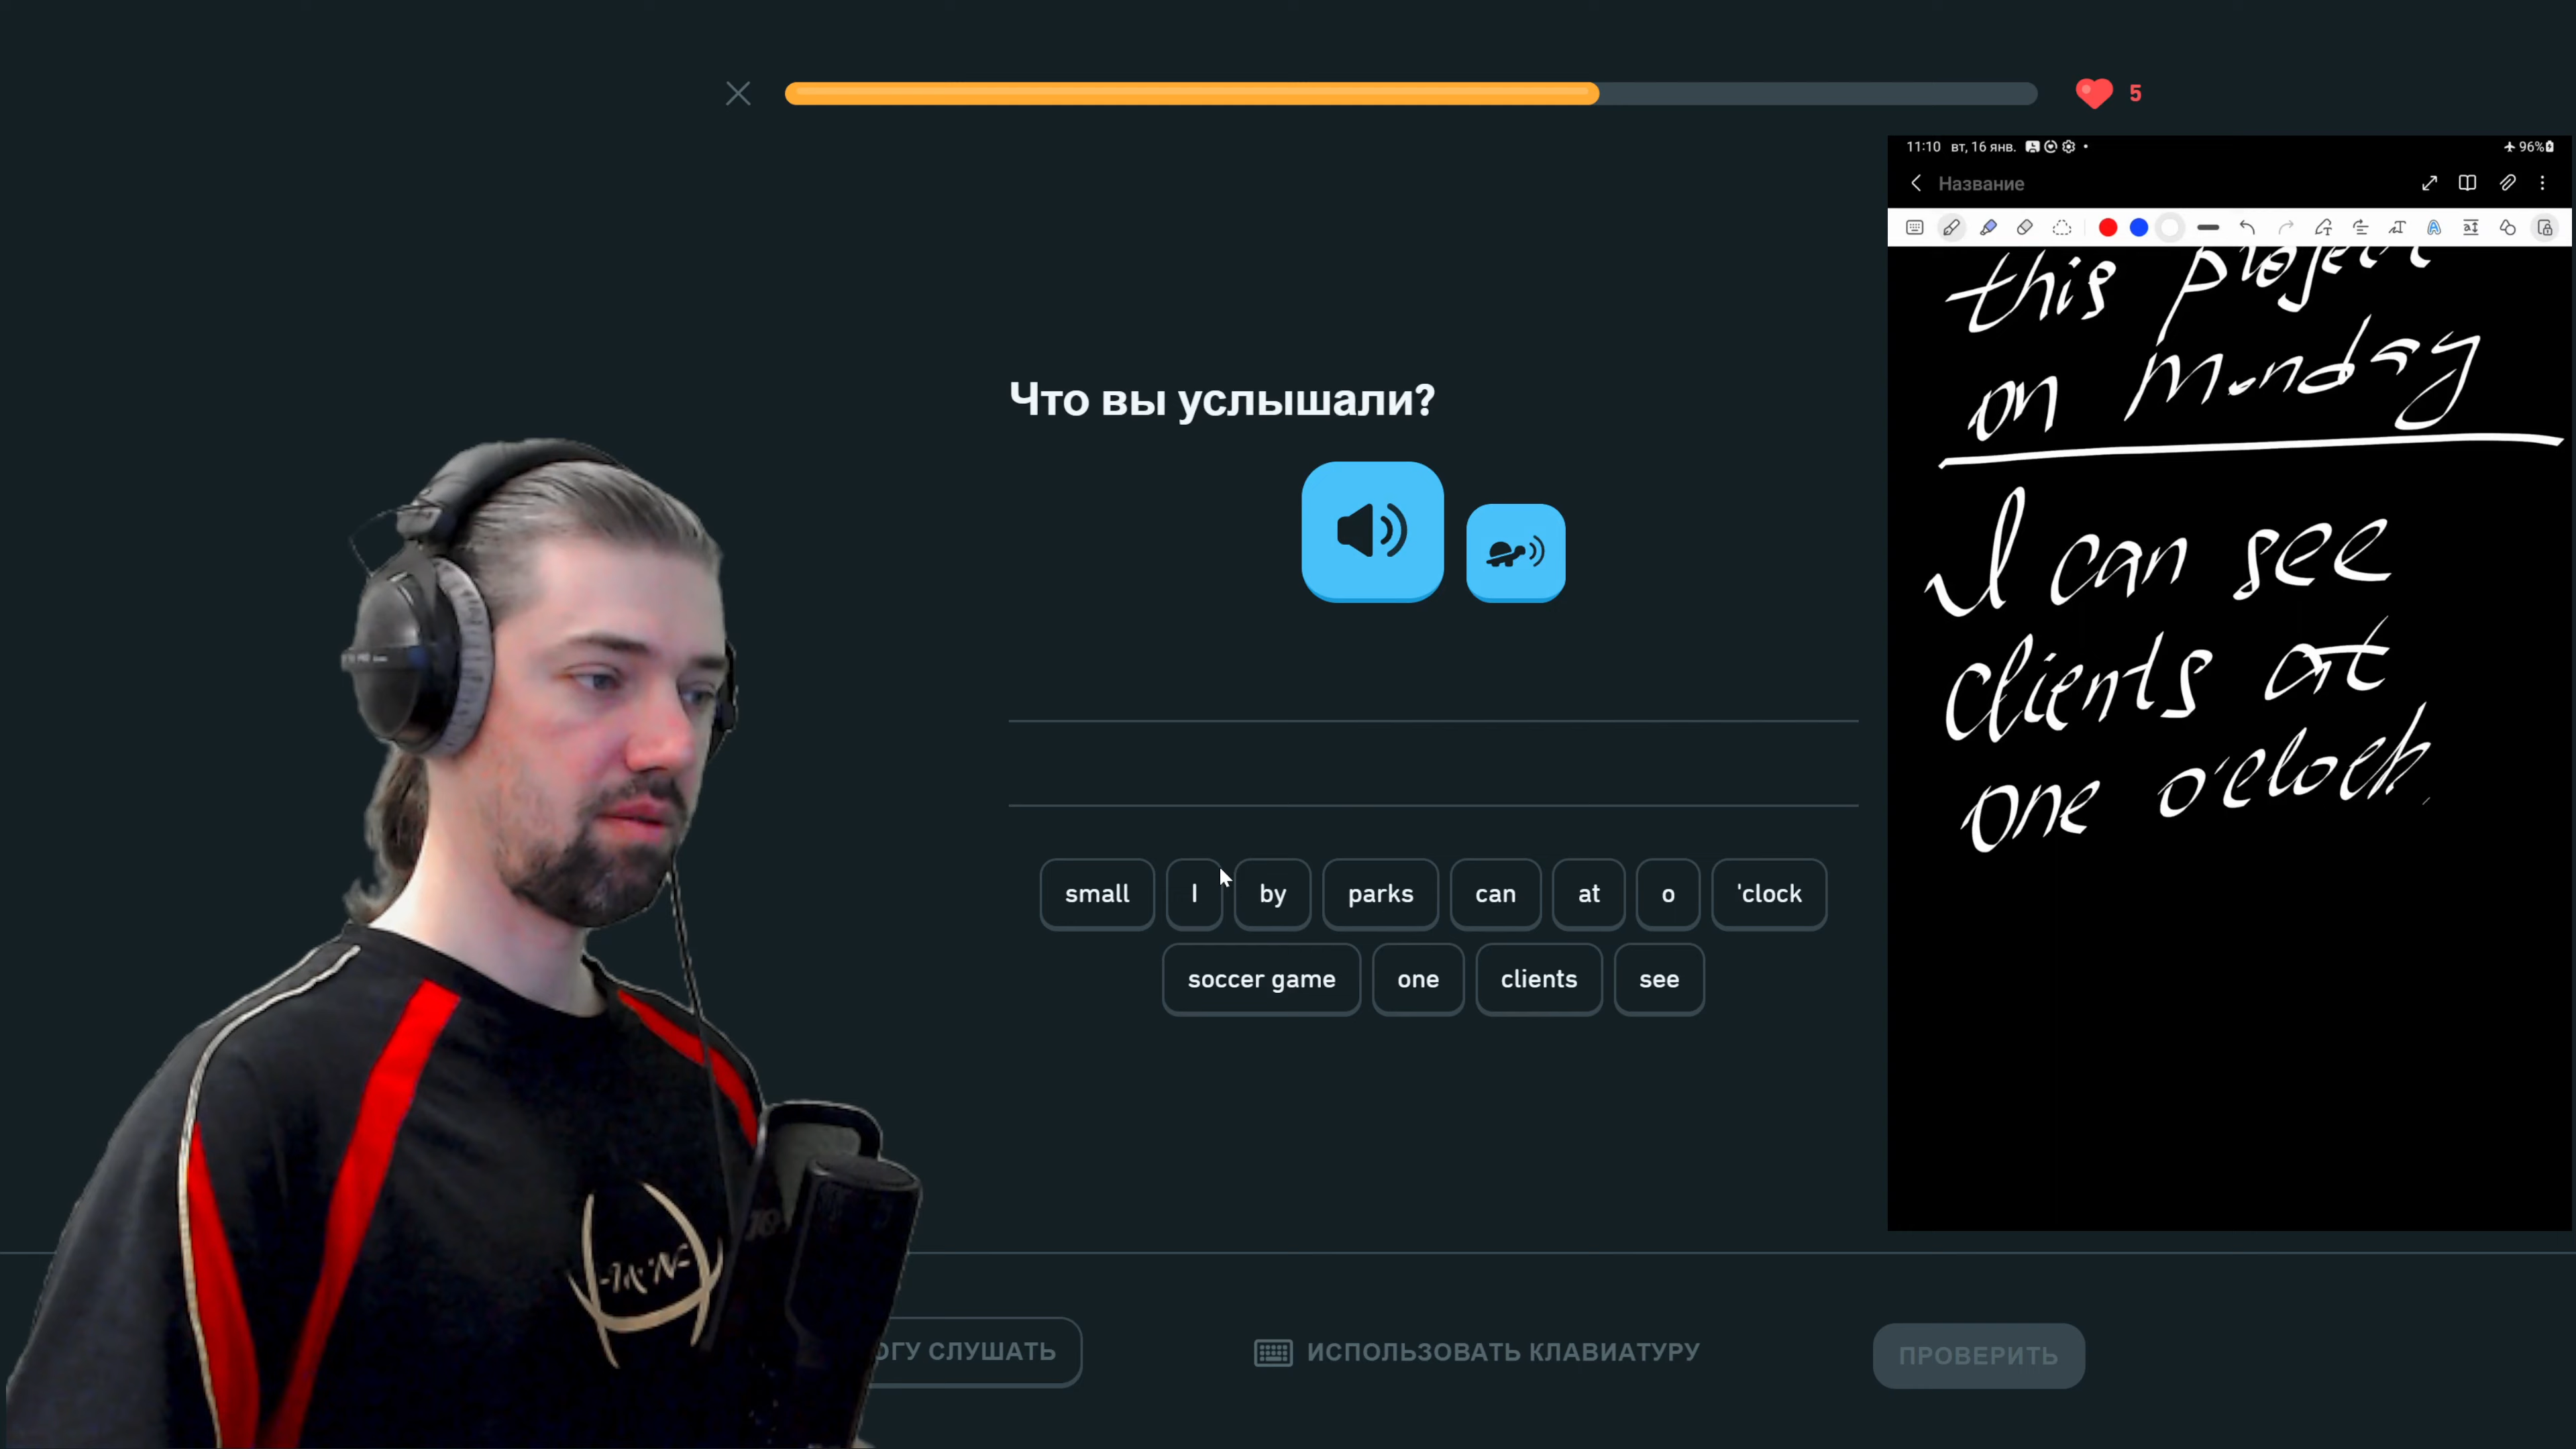 5
11:10 вт, 16 янв. 96%
Название
this project
on Monday
I can see
clients at
one o'clock.
Что вы услышали?
small I by parks can at o 'clock
soccer game one clients see
ОГУ СЛУШАТЬ
ИСПОЛЬЗОВАТЬ КЛАВИАТУРУ
ПРОВЕРИТЬ